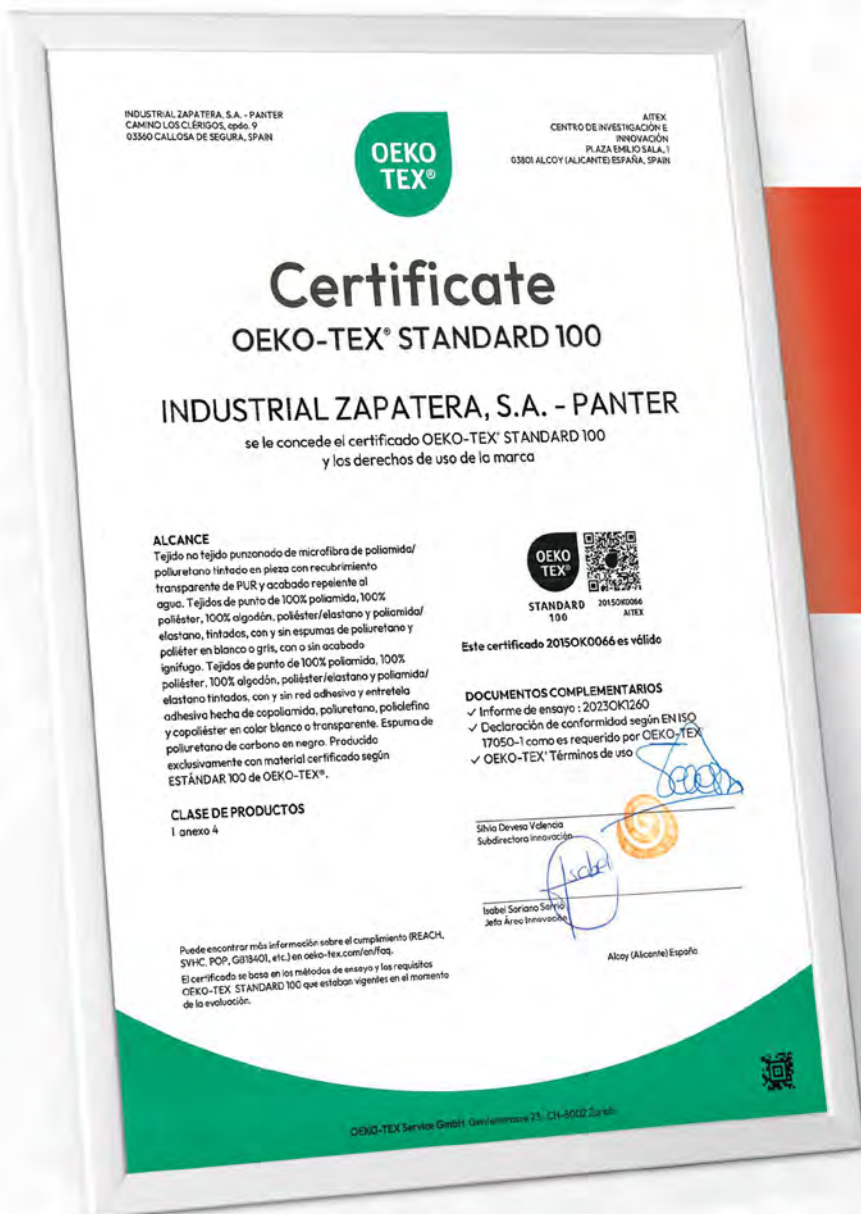 INDUSTRIAL ZAPATERA, S.A. - PANTER
CAMINO LOS CLÉRIGOS, apdo. 9
03360 CALLOSA DE SEGURA, SPAIN
OEKO
TEX®
AITEX
CENTRO DE INVESTIGACIÓN E
INNOVACIÓN
PLAZA EMILIO SALA, 1
03801 ALCOY (ALICANTE) ESPAÑA, SPAIN
Certificate
OEKO-TEX® STANDARD 100
INDUSTRIAL ZAPATERA, S.A. - PANTER
se le concede el certificado OEKO-TEX® STANDARD 100
y los derechos de uso de la marca
ALCANCE
Tejido no tejido punzonado de microfibra de poliamida/
poliuretano tintado en pieza con recubrimiento
transparente de PUR y acabado repelente al
agua. Tejidos de punto de 100% poliamida, 100%
poliéster, 100% algodón, poliéster/elastano y poliamida/
elastano, tintados, con y sin espumas de poliuretano y
poliéter en blanco o gris, con o sin acabado
ignífugo. Tejidos de punto de 100% poliamida, 100%
poliéster, 100% algodón, poliéster/elastano y poliamida/
elastano tintados, con y sin red adhesiva y entretela
adhesiva hecha de copoliamida, poliuretano, poliolefina
y copoliéster en color blanco o transparente. Espuma de
poliuretano de carbono en negro. Producido
exclusivamente con material certificado según
ESTÁNDAR 100 de OEKO-TEX®.
CLASE DE PRODUCTOS
1 anexo 4
OEKO
TEX®
STANDARD
100
2015OK0066
AITEX
Este certificado 2015OK0066 es válido
DOCUMENTOS COMPLEMENTARIOS
✓ Informe de ensayo : 2023OK1260
✓ Declaración de conformidad según EN ISO
17050-1 como es requerido por OEKO-TEX
✓ OEKO-TEX® Términos de uso
Silvia Devesa Valencia
Subdirectora Innovación
Isabel
Isabel Soriano Sarrió
Jefa Área Innovación
Alcoy (Alicante) España
Puede encontrar más información sobre el cumplimiento (REACH,
SVHC, POP, GB18401, etc.) en oeko-tex.com/en/faq.
El certificado se basa en los métodos de ensayo y los requisitos
OEKO-TEX STANDARD 100 que estaban vigentes en el momento
de la evaluación.
OEKO-TEX Service GmbH, Genferstrasse 23, CH-8002 Zurich